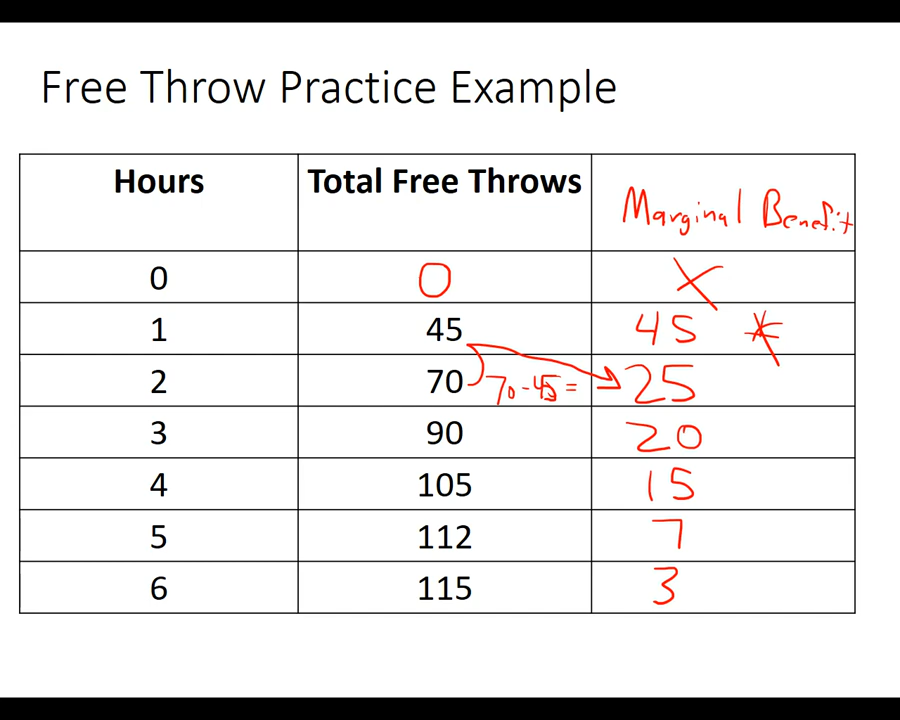 Free Throw Practice Example
Hours Total Free Throws Marginal Benefit
0 0 X
1 45 45 *
2 70 70-45= 25
3 90 20
4 105 15
5 112 7
6 115 3